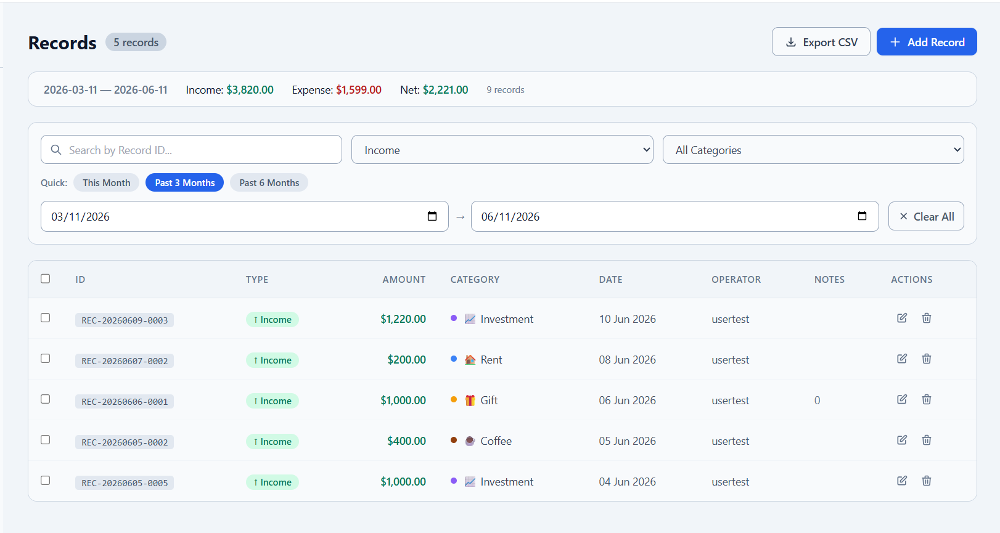 Records 5 records Export CSV + Add Record
2026-03-11 — 2026-06-11 Income: $3,820.00 Expense: $1,599.00 Net: $2,221.00 9 records
Search by Record ID... Income All Categories
Quick: This Month Past 3 Months Past 6 Months
03/11/2026 → 06/11/2026 × Clear All
ID TYPE AMOUNT CATEGORY DATE OPERATOR NOTES ACTIONS
REC-20260609-0003 ↑ Income $1,220.00 Investment 10 Jun 2026 usertest
REC-20260607-0002 ↑ Income $200.00 Rent 08 Jun 2026 usertest
REC-20260606-0001 ↑ Income $1,000.00 Gift 06 Jun 2026 usertest 0
REC-20260605-0002 ↑ Income $400.00 Coffee 05 Jun 2026 usertest
REC-20260605-0005 ↑ Income $1,000.00 Investment 04 Jun 2026 usertest